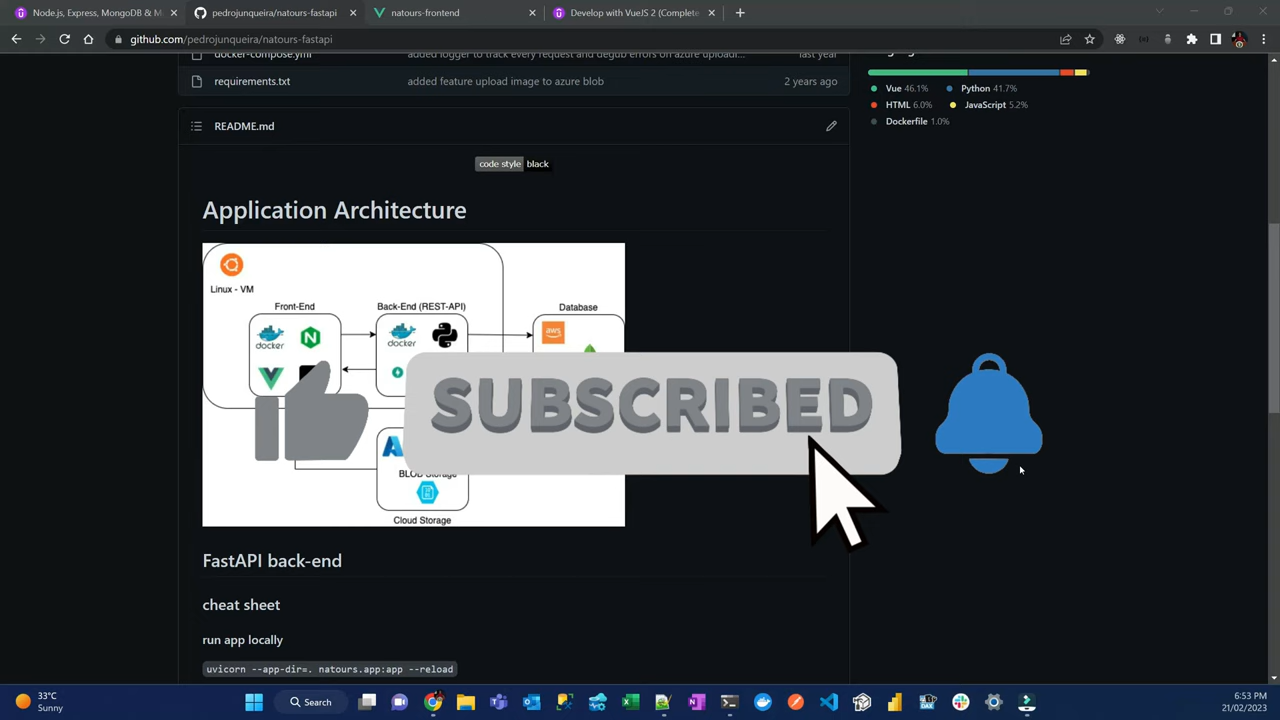 Node.js, Express, MongoDB & M
pedrojunqueira/natours-fastapi
natours-frontend
Develop with VueJS 2 (Complete
github.com/pedrojunqueira/natours-fastapi
docker-compose.yml
added logger to track every request and degub errors on azure uploadin...
last year
requirements.txt
added feature upload image to azure blob
2 years ago
Vue 46.1%
Python 41.7%
HTML 6.0%
JavaScript 5.2%
Dockerfile 1.0%
README.md
code style black
Application Architecture
Linux - VM
Front-End
Back-End (REST-API)
Database
docker
docker
aws
SUBSCRIBED
BLOB Storage
Cloud Storage
FastAPI back-end
cheat sheet
run app locally
uvicorn --app-dir=. natours.app:app --reload
33°C
Sunny
Search
DAX
6:53 PM
21/02/2023